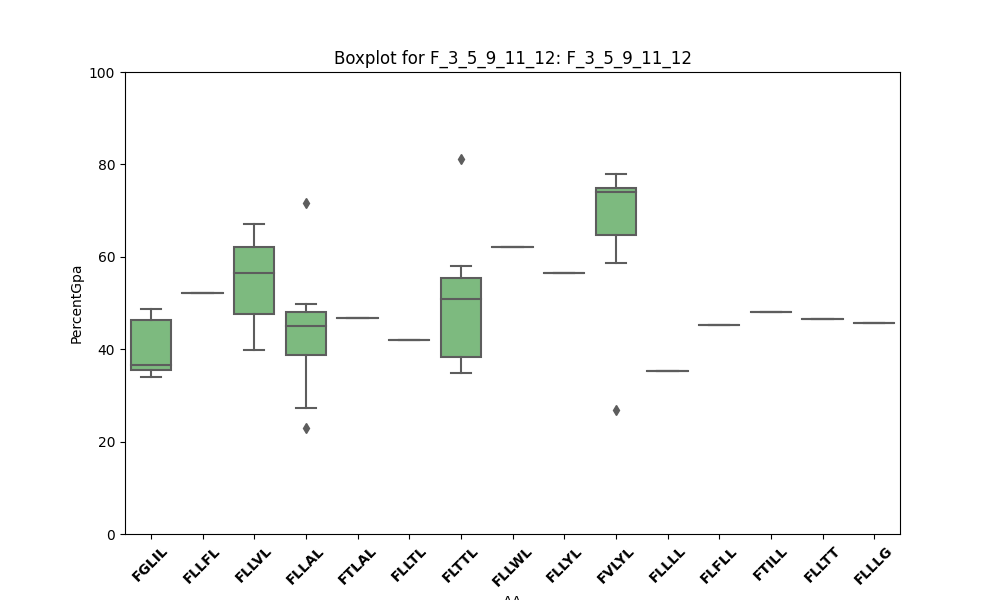 Boxplot for F_3_5_9_11_12: F_3_5_9_11_12
100
80
60
40
20
0
PercentGpa
FGLIL
FLLFL
FLLVL
FLLAL
FTLAL
FLLTL
FLTTL
FLLWL
FLLYL
FVLYL
FLLLL
FLFLL
FTILL
FLLTT
FLLLG